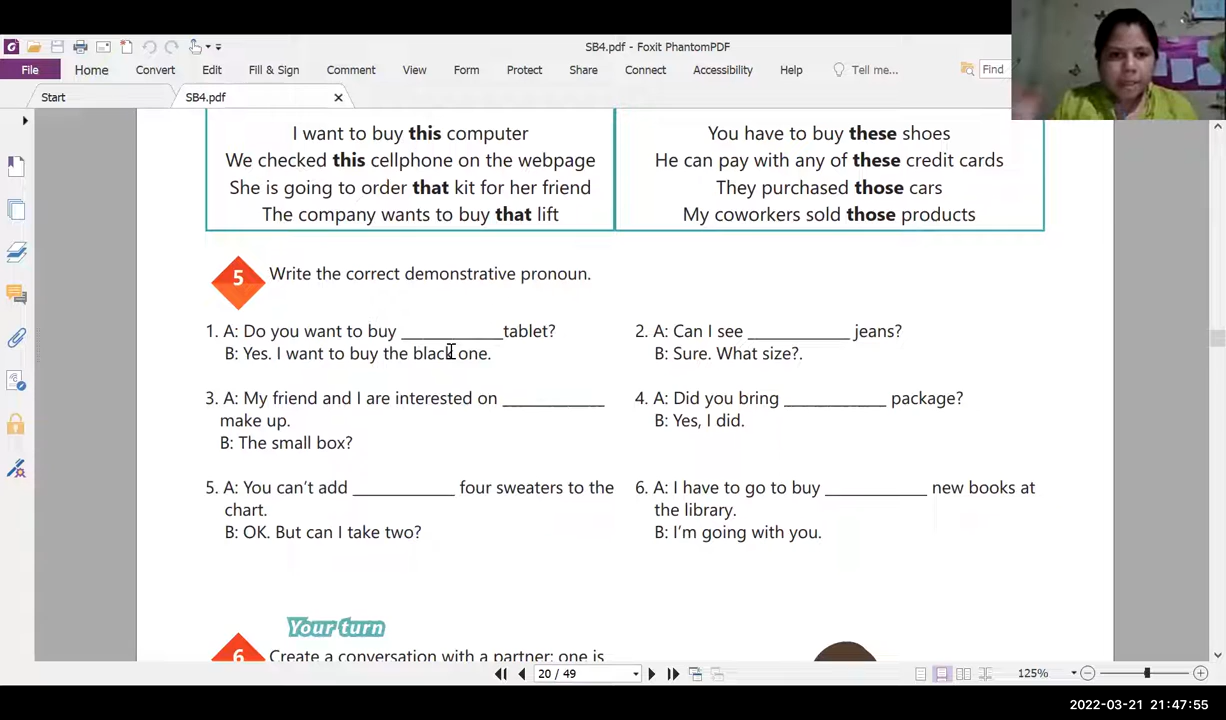 SB4.pdf - Foxit PhantomPDF
File Home Convert Edit Fill & Sign Comment View Form Protect Share Connect Accessibility Help Tell me... Find
Start SB4.pdf
I want to buy this computer
We checked this cellphone on the webpage
She is going to order that kit for her friend
The company wants to buy that lift
You have to buy these shoes
He can pay with any of these credit cards
They purchased those cars
My coworkers sold those products
5 Write the correct demonstrative pronoun.
1. A: Do you want to buy ___________tablet?
B: Yes. I want to buy the black one.
2. A: Can I see ___________ jeans?
B: Sure. What size?.
3. A: My friend and I are interested on ___________
make up.
B: The small box?
4. A: Did you bring ___________ package?
B: Yes, I did.
5. A: You can't add ___________ four sweaters to the
chart.
B: OK. But can I take two?
6. A: I have to go to buy ___________ new books at
the library.
B: I'm going with you.
Your turn
6 Create a conversation with a partner: one is
20 / 49
125%
2022-03-21 21:47:55